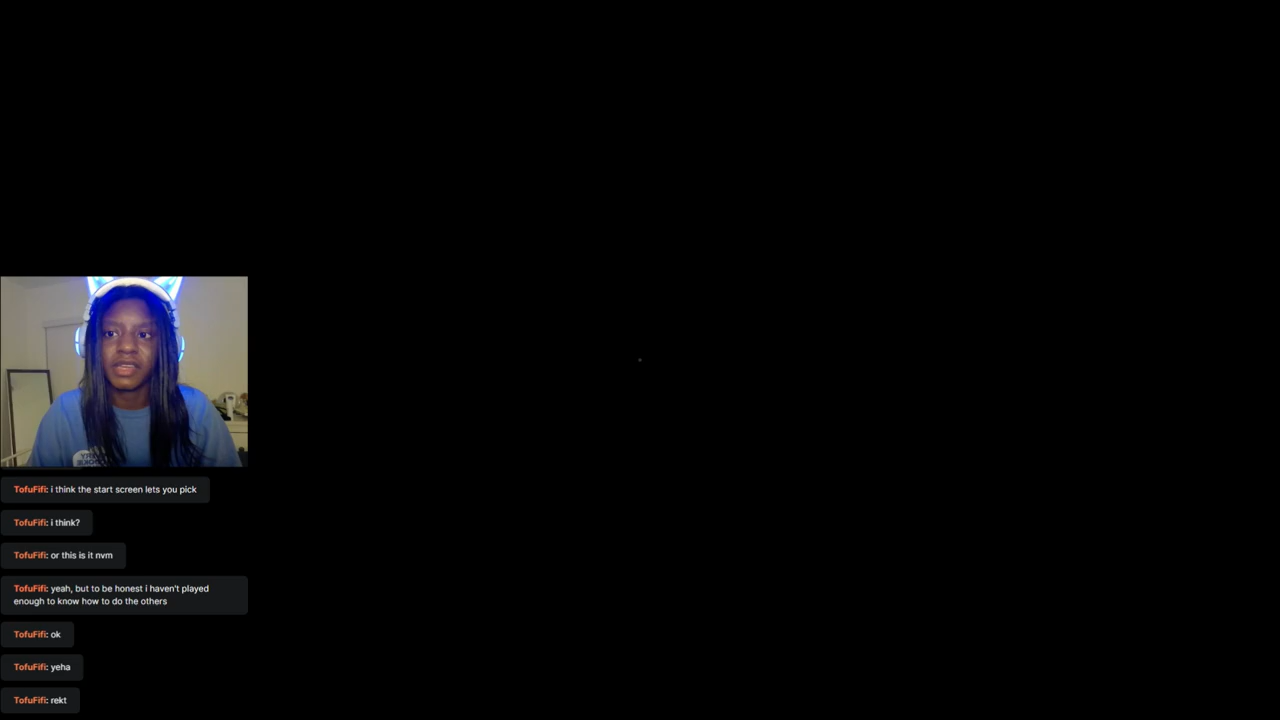 TofuFifi: i think the start screen lets you pick
TofuFifi: i think?
TofuFifi: or this is it nvm
TofuFifi: yeah, but to be honest i haven't played
enough to know how to do the others
TofuFifi: ok
TofuFifi: yeha
TofuFifi: rekt